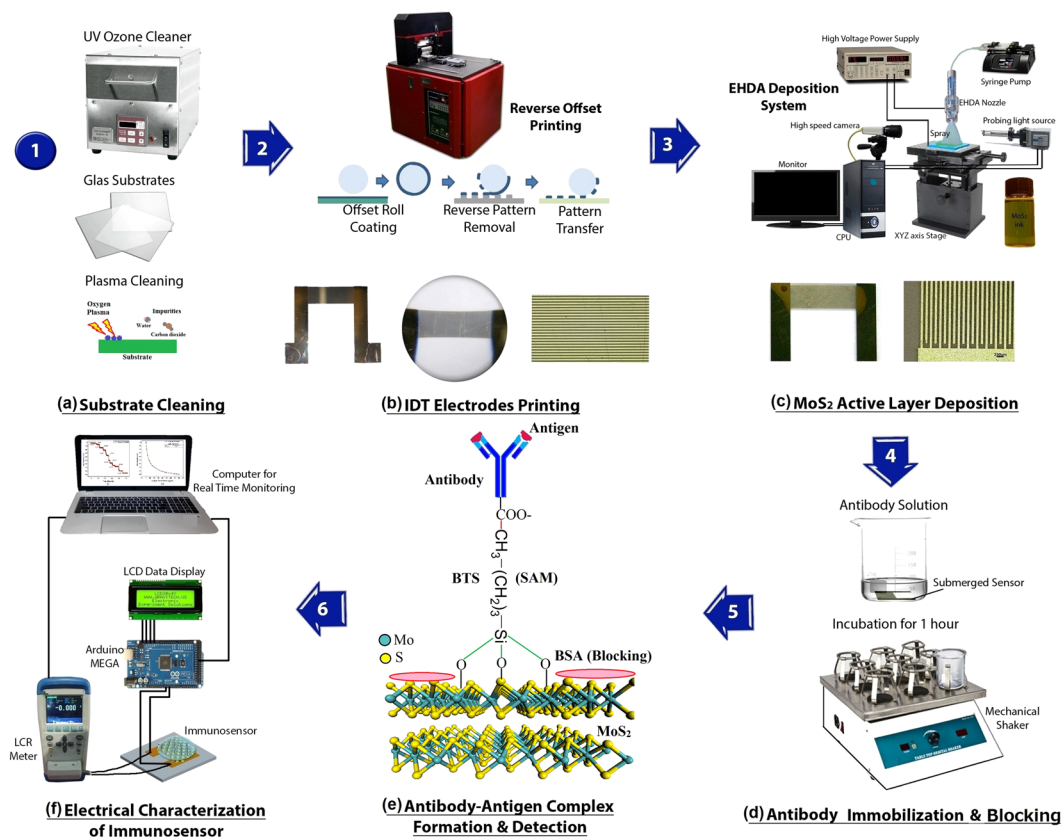 1
UV Ozone Cleaner
Glas Substrates
Plasma Cleaning
Oxygen
Plasma
Impurities
Water
Carbon dioxide
Substrate
(a) Substrate Cleaning
2
Reverse Offset
Printing
Offset Roll
Coating
Reverse Pattern
Removal
Pattern
Transfer
(b) IDT Electrodes Printing
3
High Voltage Power Supply
Syringe Pump
EHDA Deposition
System
EHDA Nozzle
High speed camera
Probing light source
Spray
Monitor
CPU
XYZ axis Stage
MoS₂
ink
(c) MoS₂ Active Layer Deposition
4
Antibody Solution
Submerged Sensor
Incubation for 1 hour
Mechanical
Shaker
TABLE TOP ORBITAL SHAKER
(d) Antibody Immobilization & Blocking
5
Antigen
Antibody
COO-
CH₃
BTS
(CH₂)₃
(SAM)
Si
Mo
S
O
O
O
BSA (Blocking)
MoS₂
(e) Antibody-Antigen Complex
Formation & Detection
6
Computer for
Real Time Monitoring
LCD Data Display
Arduino
MEGA
-0.000
LCR
Meter
Immunosensor
(f) Electrical Characterization
of Immunosensor